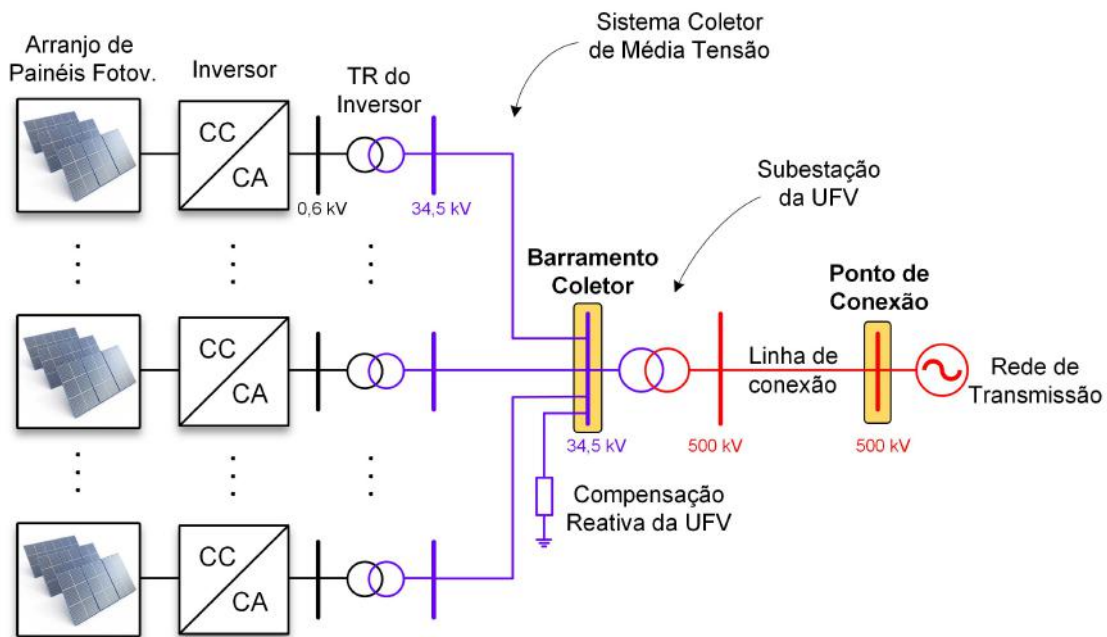 Arranjo de
Painéis Fotov.
Inversor
TR do
Inversor
Sistema Coletor
de Média Tensão
CC
CA
0,6 kV
34,5 kV
Subestação
da UFV
Barramento
Coletor
Ponto de
Conexão
CC
CA
Linha de
conexão
Rede de
Transmissão
34,5 kV
500 kV
500 kV
Compensação
Reativa da UFV
CC
CA